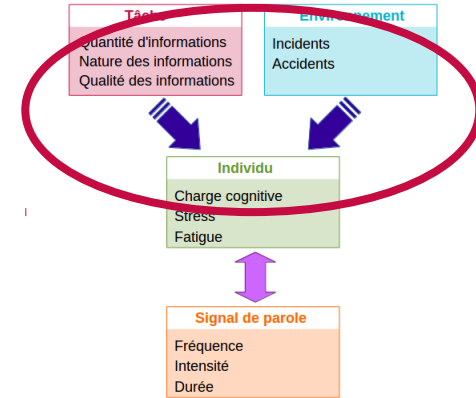 Tâche
Quantité d'informations
Nature des informations
Qualité des informations
Environnement
Incidents
Accidents
Individu
Charge cognitive
Stress
Fatigue
Signal de parole
Fréquence
Intensité
Durée